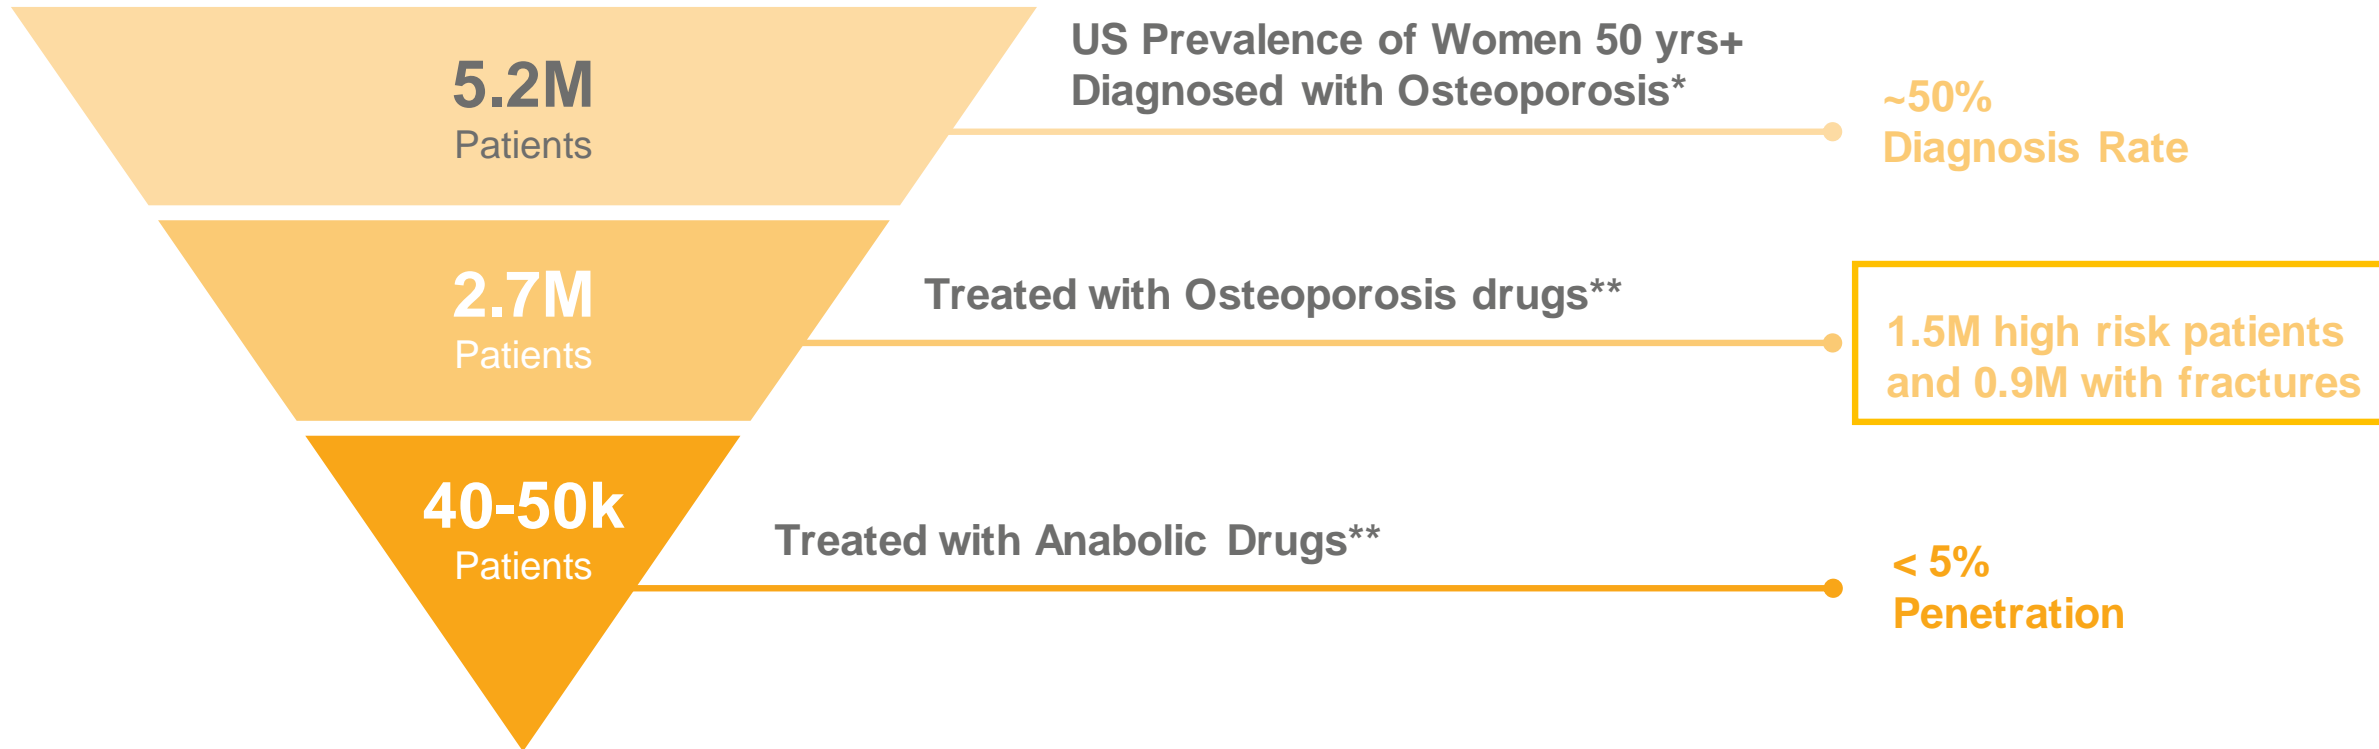 5.2M
Patients
US Prevalence of Women 50 yrs+
Diagnosed with Osteoporosis*
~50%
Diagnosis Rate
2.7M
Patients
Treated with Osteoporosis drugs**
1.5M high risk patients
and 0.9M with fractures
40-50k
Patients
Treated with Anabolic Drugs**
< 5%
Penetration